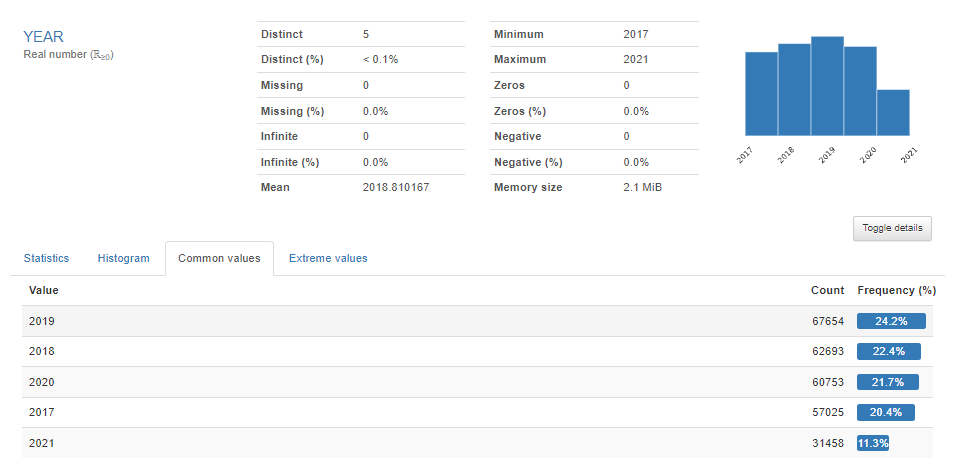 YEAR
Real number (ℝ≥0)
Distinct 5
Distinct (%) < 0.1%
Missing 0
Missing (%) 0.0%
Infinite 0
Infinite (%) 0.0%
Mean 2018.810167
Minimum 2017
Maximum 2021
Zeros 0
Zeros (%) 0.0%
Negative 0
Negative (%) 0.0%
Memory size 2.1 MiB
2017 2018 2019 2020 2021
Toggle details
Statistics Histogram Common values Extreme values
Value Count Frequency (%)
2019 67654 24.2%
2018 62693 22.4%
2020 60753 21.7%
2017 57025 20.4%
2021 31458 11.3%